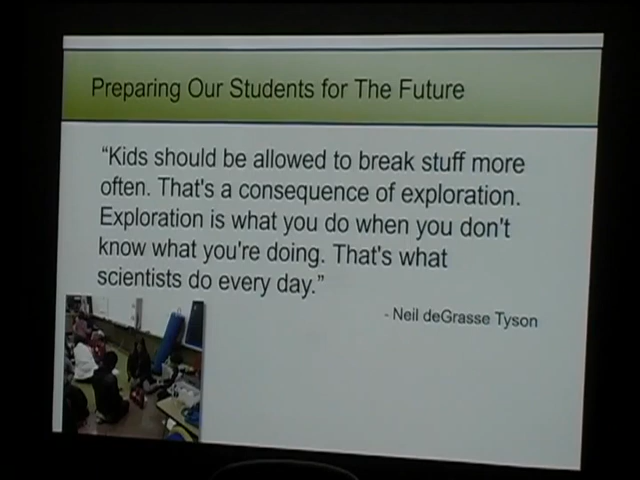 Preparing Our Students for The Future
“Kids should be allowed to break stuff more
often. That's a consequence of exploration.
Exploration is what you do when you don't
know what you're doing. That's what
scientists do every day.”
- Neil deGrasse Tyson